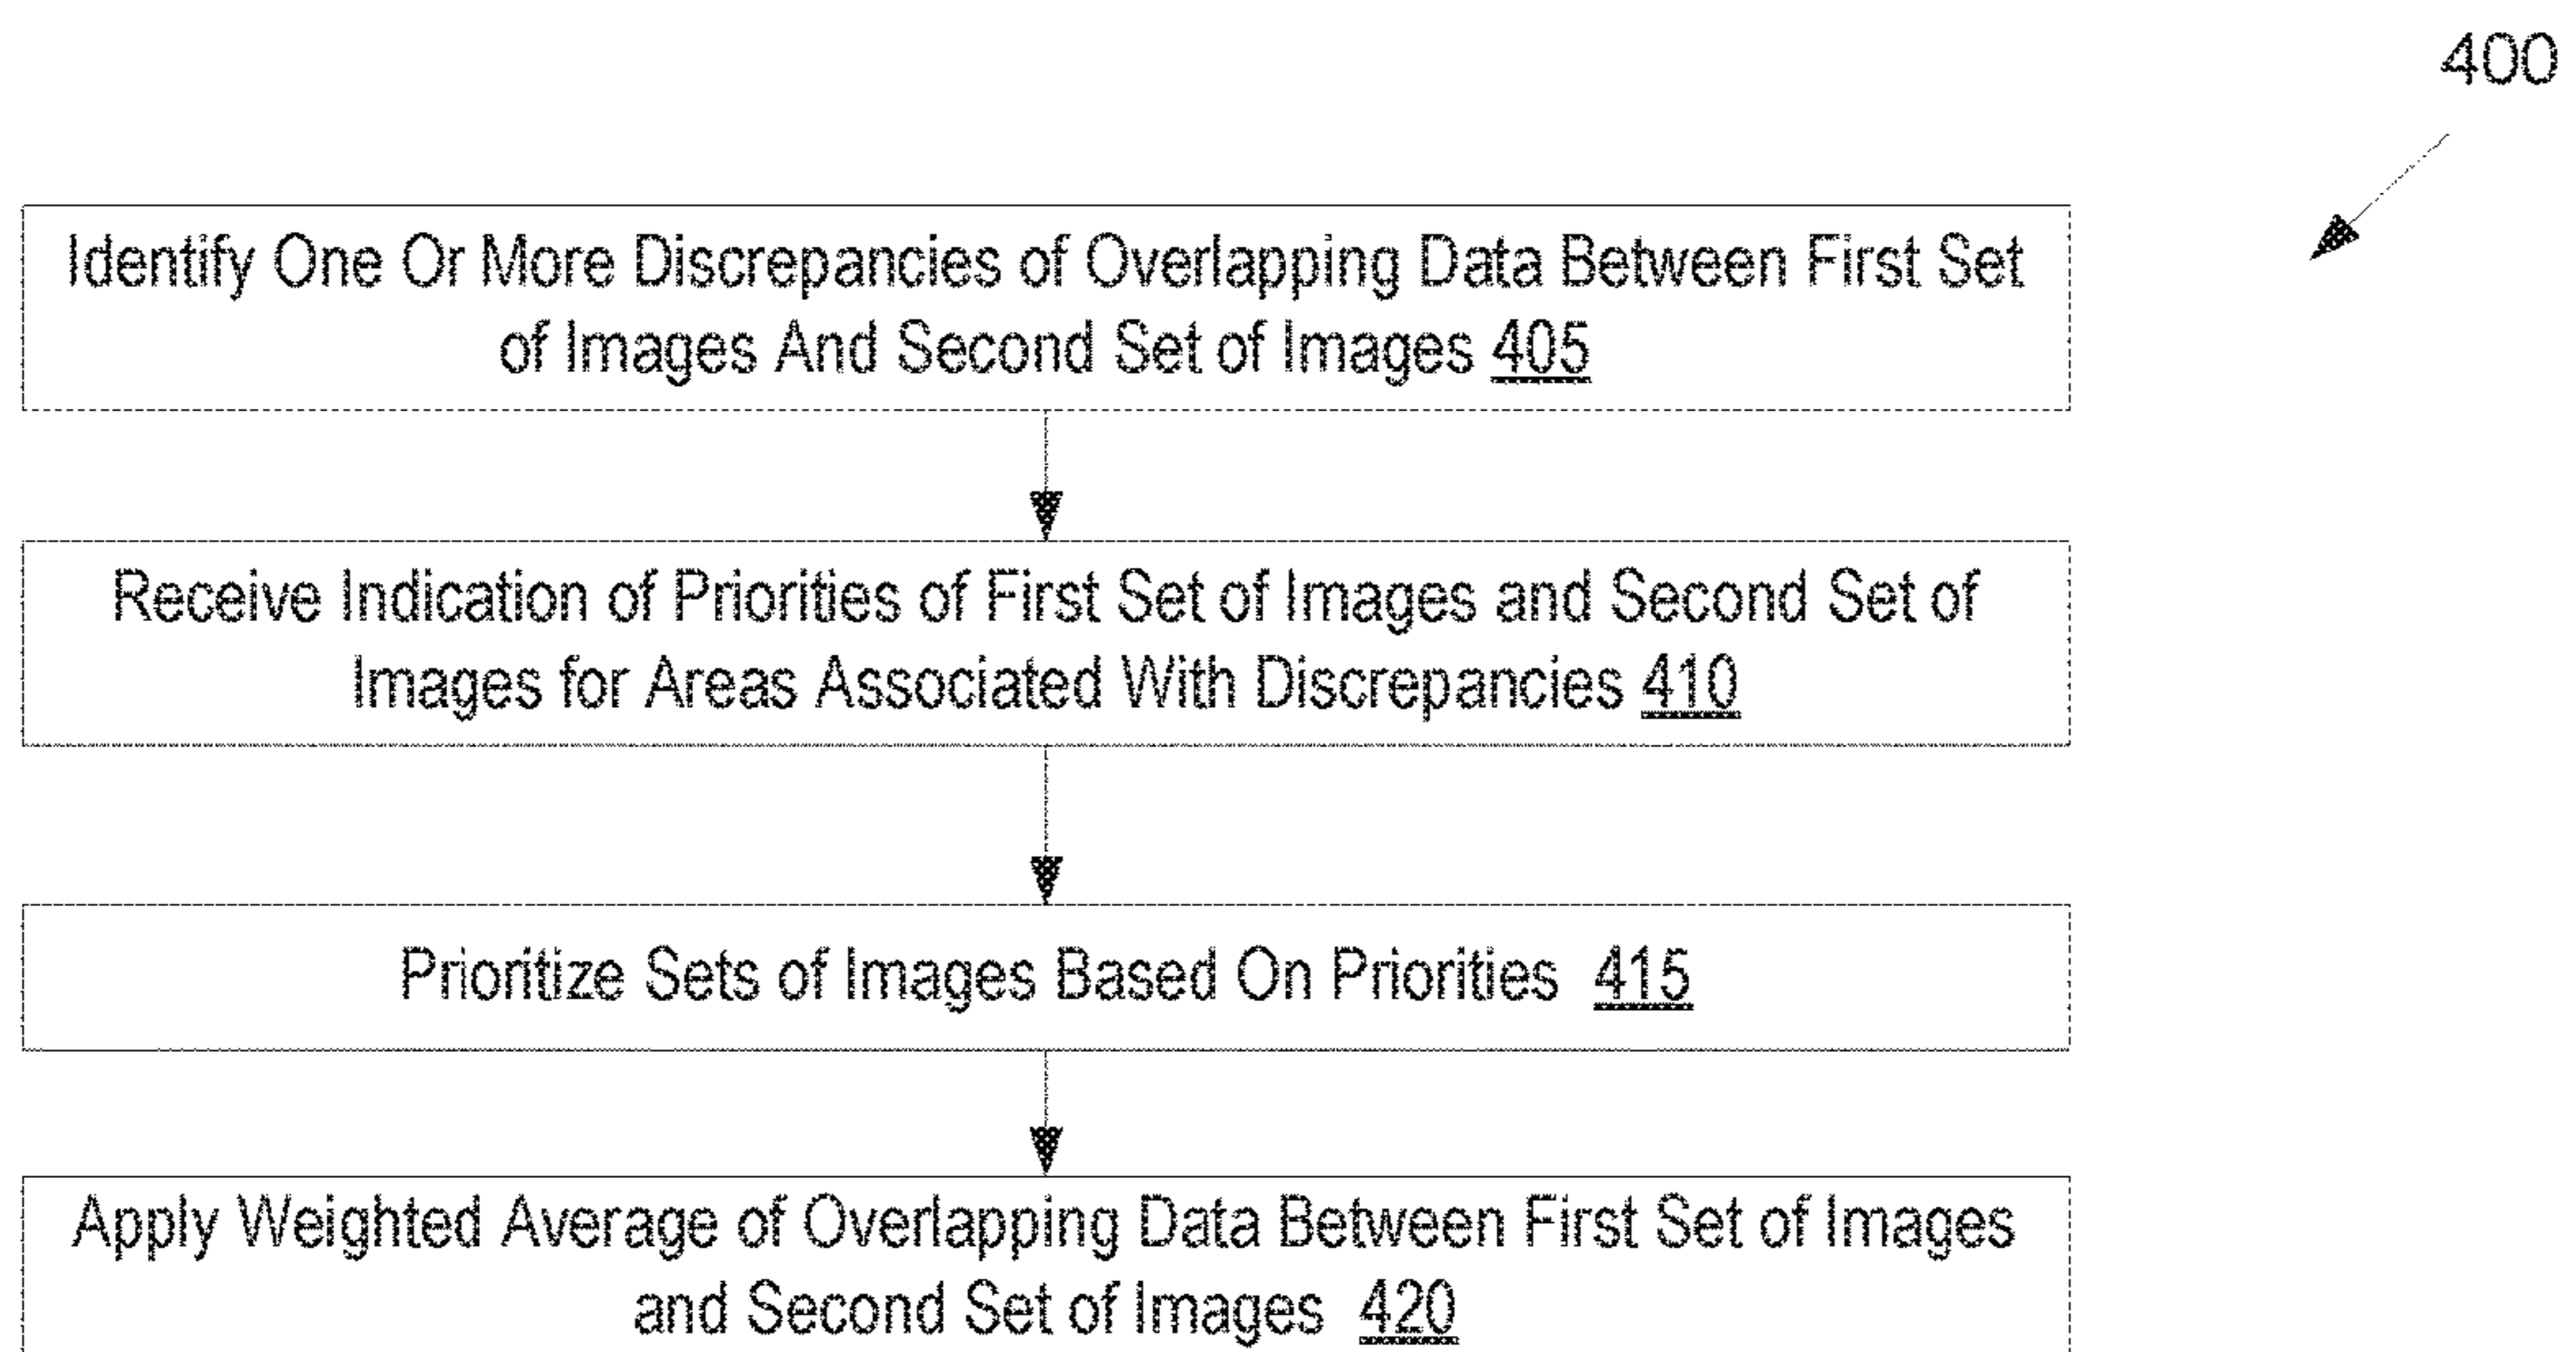 400
Identify One Or More Discrepancies of Overlapping Data Between First Set
of Images And Second Set of Images 405
Receive Indication of Priorities of First Set of Images and Second Set of
Images for Areas Associated With Discrepancies 410
Prioritize Sets of Images Based On Priorities 415
Apply Weighted Average of Overlapping Data Between First Set of Images
and Second Set of Images 420